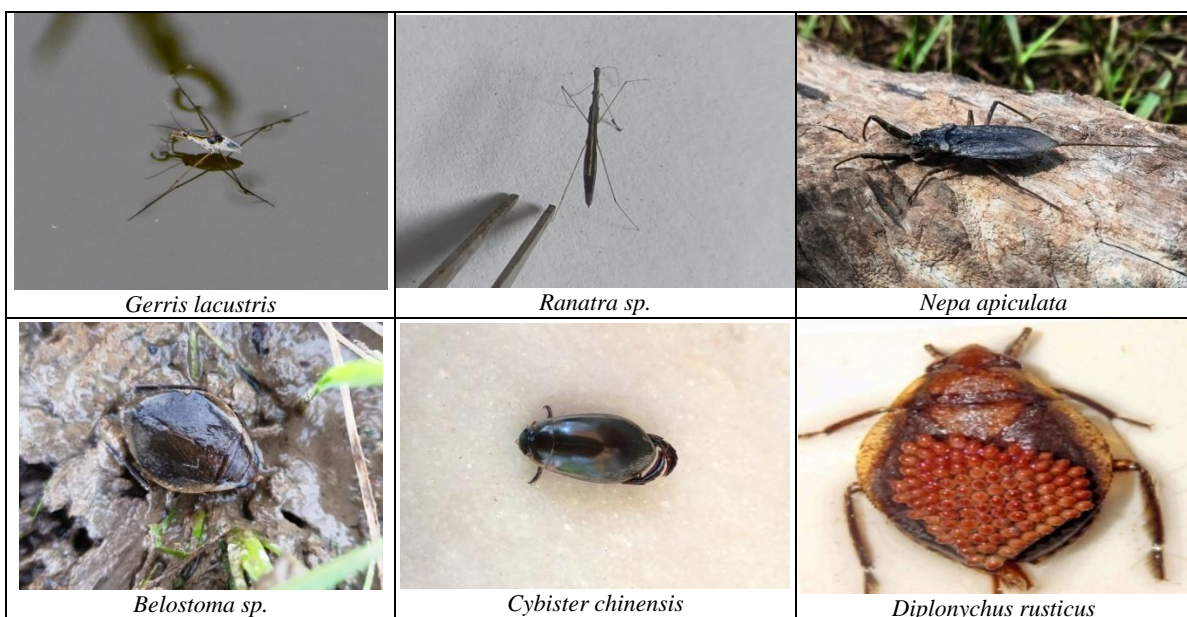 Gerris lacustris
Ranatra sp.
Nepa apiculata
Belostoma sp.
Cybister chinensis
Diplonychus rusticus